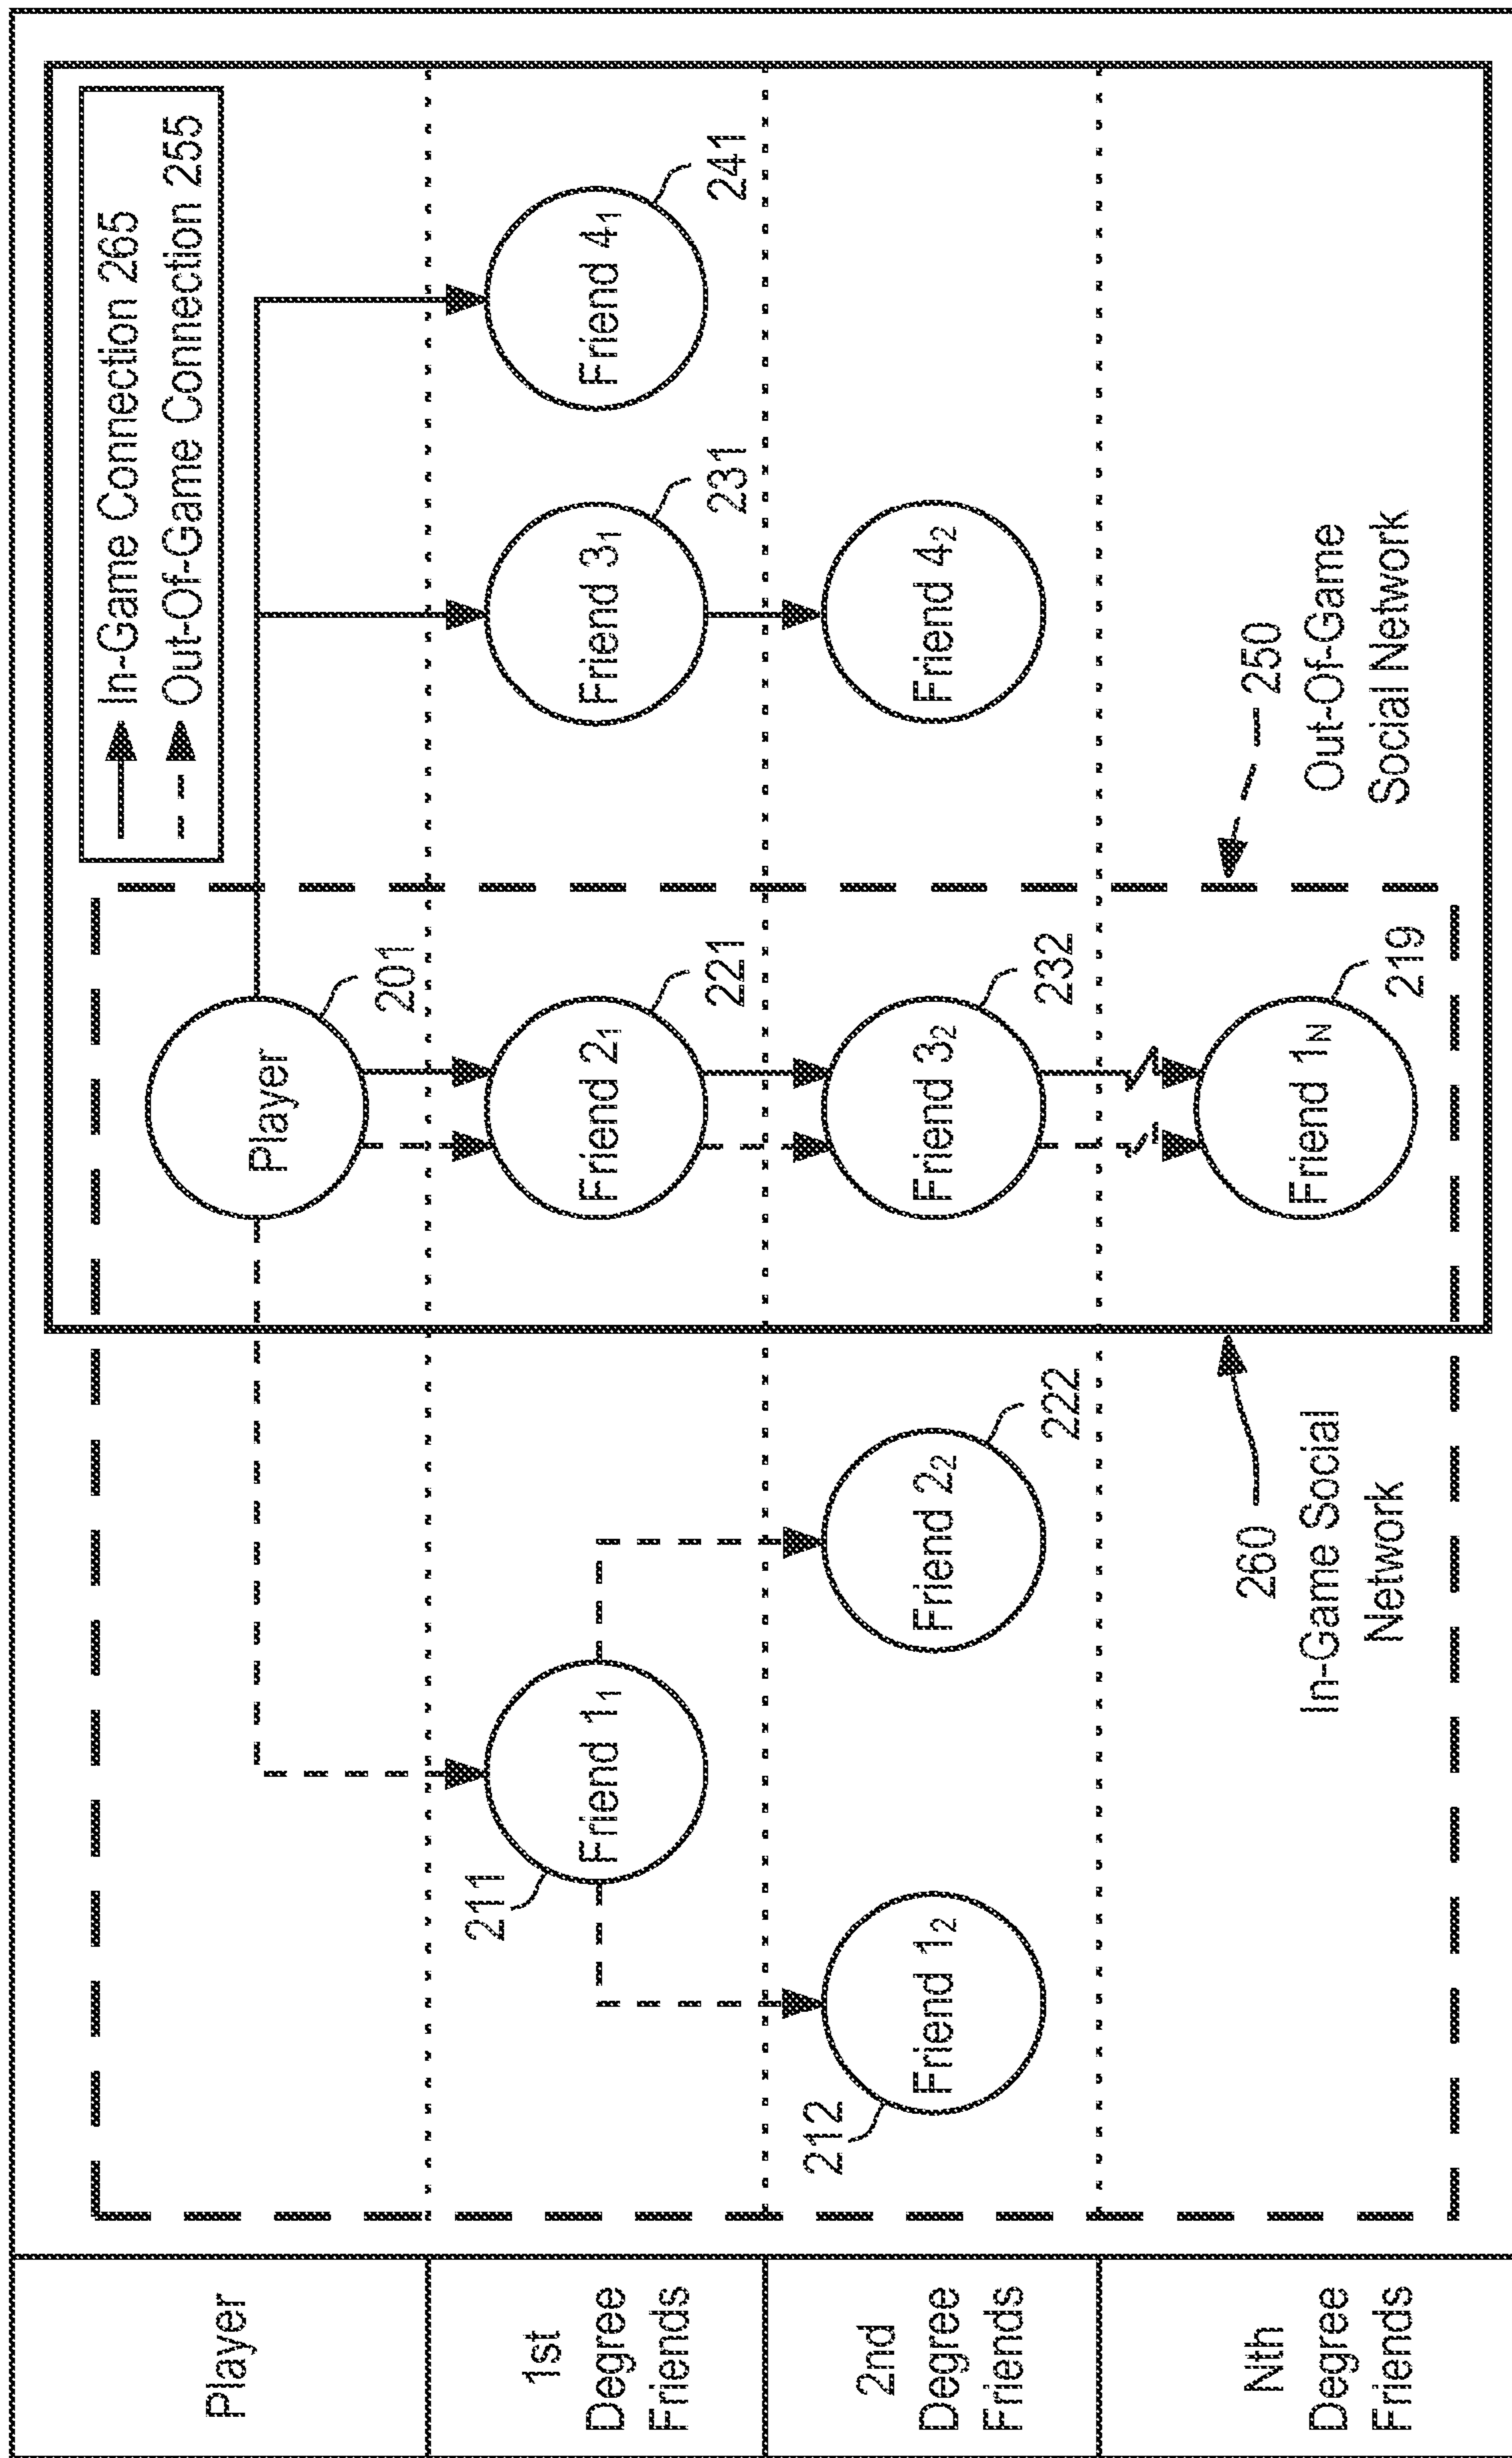 Player
1st
Degree
Friends
2nd
Degree
Friends
Nth
Degree
Friends
In-Game Connection 265
Out-Of-Game Connection 255
Player
201
211
Friend 1₁
Friend 2₁
221
Friend 3₁
231
Friend 4₁
241
212
Friend 1₂
Friend 2₂
222
Friend 3₂
232
Friend 4₂
260
In-Game Social
Network
Friend 1N
219
250
Out-Of-Game
Social Network